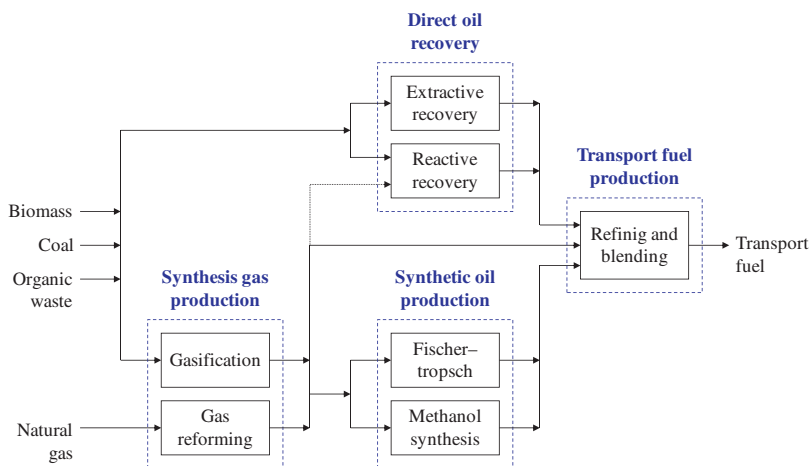 Direct oil
recovery
Extractive
recovery
Reactive
recovery
Transport fuel
production
Biomass
Coal
Organic
waste
Refinig and
blending
Transport
fuel
Synthesis gas
production
Synthetic oil
production
Gasification
Fischer–
tropsch
Natural
gas
Gas
reforming
Methanol
synthesis